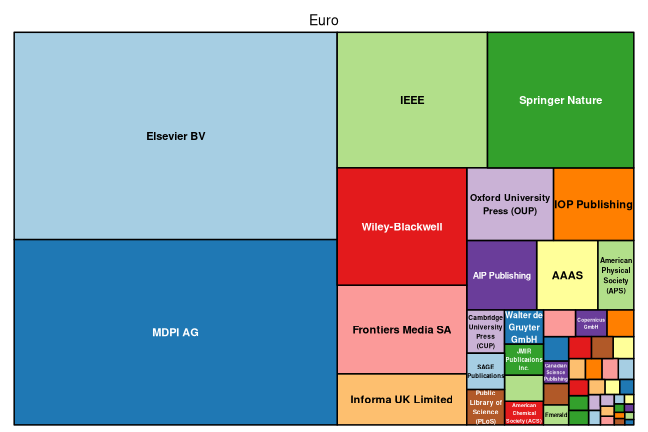 Euro
Elsevier BV
IEEE
Springer Nature
MDPI AG
Wiley-Blackwell
Frontiers Media SA
Informa UK Limited
Oxford University
Press (OUP)
IOP Publishing
AIP Publishing
AAAS
American
Physical
Society
(APS)
Cambridge
University
Press
(CUP)
SAGE
Publications
Public
Library of
Science
(PLoS)
Walter de
Gruyter
GmbH
JMIR
Publications
Inc.
American
Chemical
Society (ACS)
Copernicus
GmbH
Canadian
Science
Publishing
Emerald